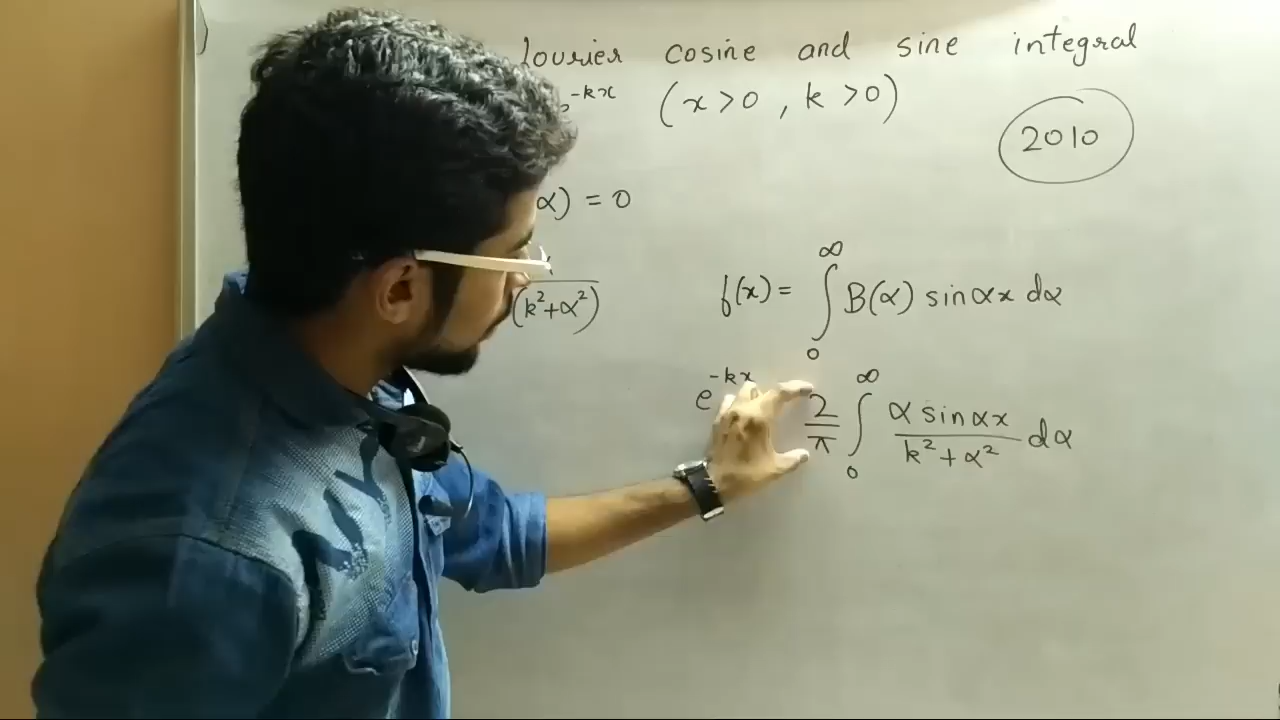 fourier cosine and sine integral
e^{-kx} (x>0, k>0)
2010
α) = 0
(k²+α²)
f(x) = ∫₀^∞ B(α) sin αx dα
e^{-kx} 2/π ∫₀^∞ α sin αx / k²+α² dα